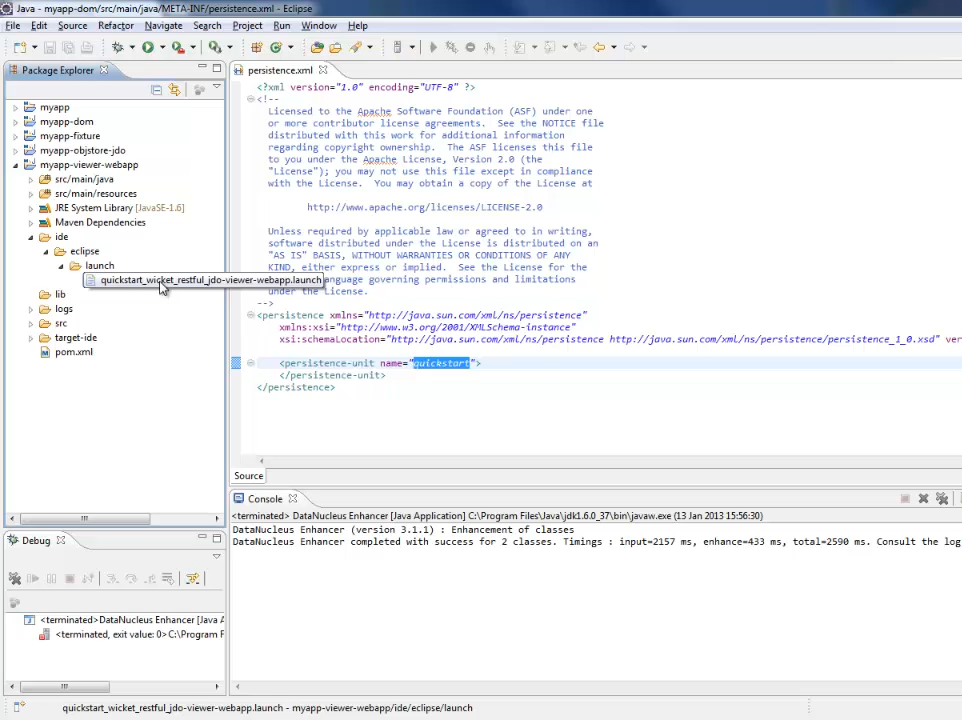 Java - myapp-dom/src/main/java/META-INF/persistence.xml - Eclipse
File Edit Source Refactor Navigate Search Project Run Window Help
Package Explorer
myapp
myapp-dom
myapp-fixture
myapp-objstore-jdo
myapp-viewer-webapp
src/main/java
src/main/resources
JRE System Library [JavaSE-1.6]
Maven Dependencies
ide
eclipse
launch
quickstart_wicket_restful_jdo-viewer-webapp.launch
lib
logs
src
target-ide
pom.xml
persistence.xml
<?xml version="1.0" encoding="UTF-8" ?>
<!--
Licensed to the Apache Software Foundation (ASF) under one
or more contributor license agreements. See the NOTICE file
distributed with this work for additional information
regarding copyright ownership. The ASF licenses this file
to you under the Apache License, Version 2.0 (the
"License"); you may not use this file except in compliance
with the License. You may obtain a copy of the License at
http://www.apache.org/licenses/LICENSE-2.0
Unless required by applicable law or agreed to in writing,
software distributed under the License is distributed on an
"AS IS" BASIS, WITHOUT WARRANTIES OR CONDITIONS OF ANY
KIND, either express or implied. See the License for the
language governing permissions and limitations
under the License.
-->
<persistence xmlns="http://java.sun.com/xml/ns/persistence"
xmlns:xsi="http://www.w3.org/2001/XMLSchema-instance"
xsi:schemaLocation="http://java.sun.com/xml/ns/persistence http://java.sun.com/xml/ns/persistence/persistence_1_0.xsd" ver
<persistence-unit name="quickstart">
</persistence-unit>
</persistence>
Source
Console
<terminated> DataNucleus Enhancer [Java Application] C:\Program Files\Java\jdk1.6.0_37\bin\javaw.exe (13 Jan 2013 15:56:30)
DataNucleus Enhancer (version 3.1.1) : Enhancement of classes
DataNucleus Enhancer completed with success for 2 classes. Timings : input=2157 ms, enhance=433 ms, total=2590 ms. Consult the log
Debug
<terminated>DataNucleus Enhancer [Java A
<terminated, exit value: 0>C:\Program F
quickstart_wicket_restful_jdo-viewer-webapp.launch - myapp-viewer-webapp/ide/eclipse/launch